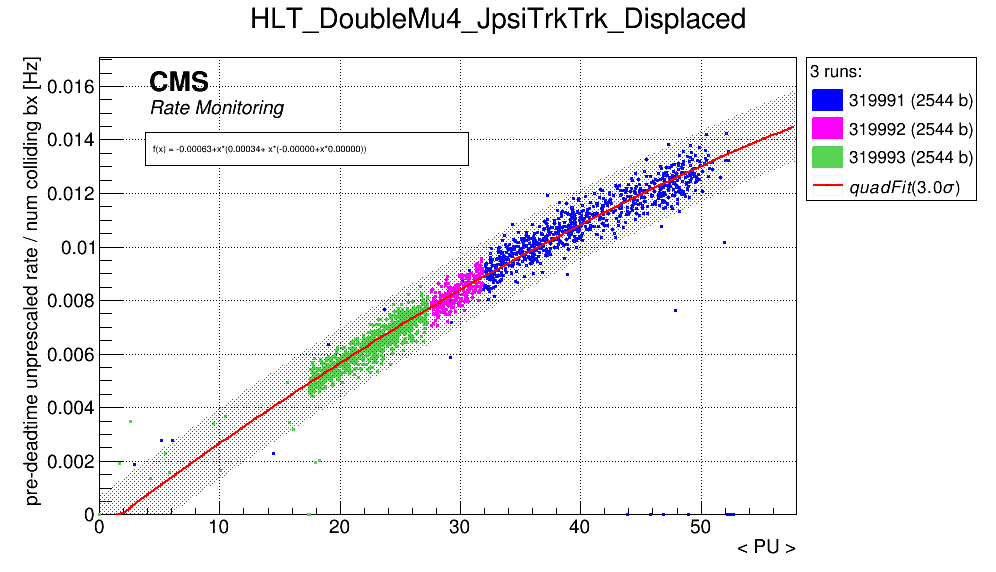 HLT_DoubleMu4_JpsiTrkTrk_Displaced
pre-deadtime unprescaled rate / num colliding bx [Hz]
CMS
Rate Monitoring
f(x) = -0.00063+x*(0.00034+ x*(-0.00000+x*0.00000))
0.016
0.014
0.012
0.01
0.008
0.006
0.004
0.002
0
0 10 20 30 40 50
< PU >
3 runs:
319991 (2544 b)
319992 (2544 b)
319993 (2544 b)
quadFit(3.0σ)